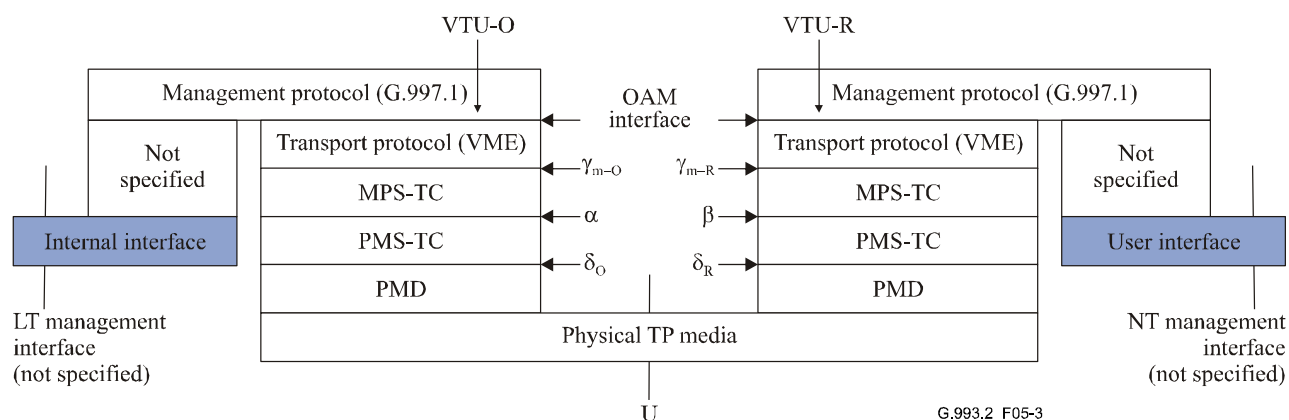 VTU-O
VTU-R
Management protocol (G.997.1)
OAM
interface
Management protocol (G.997.1)
Not
specified
Transport protocol (VME)
Transport protocol (VME)
Not
specified
γm–O
γm–R
MPS-TC
MPS-TC
α
β
Internal interface
PMS-TC
PMS-TC
User interface
δO
δR
PMD
PMD
LT management
interface
(not specified)
Physical TP media
NT management
interface
(not specified)
U
G.993.2_F05-3